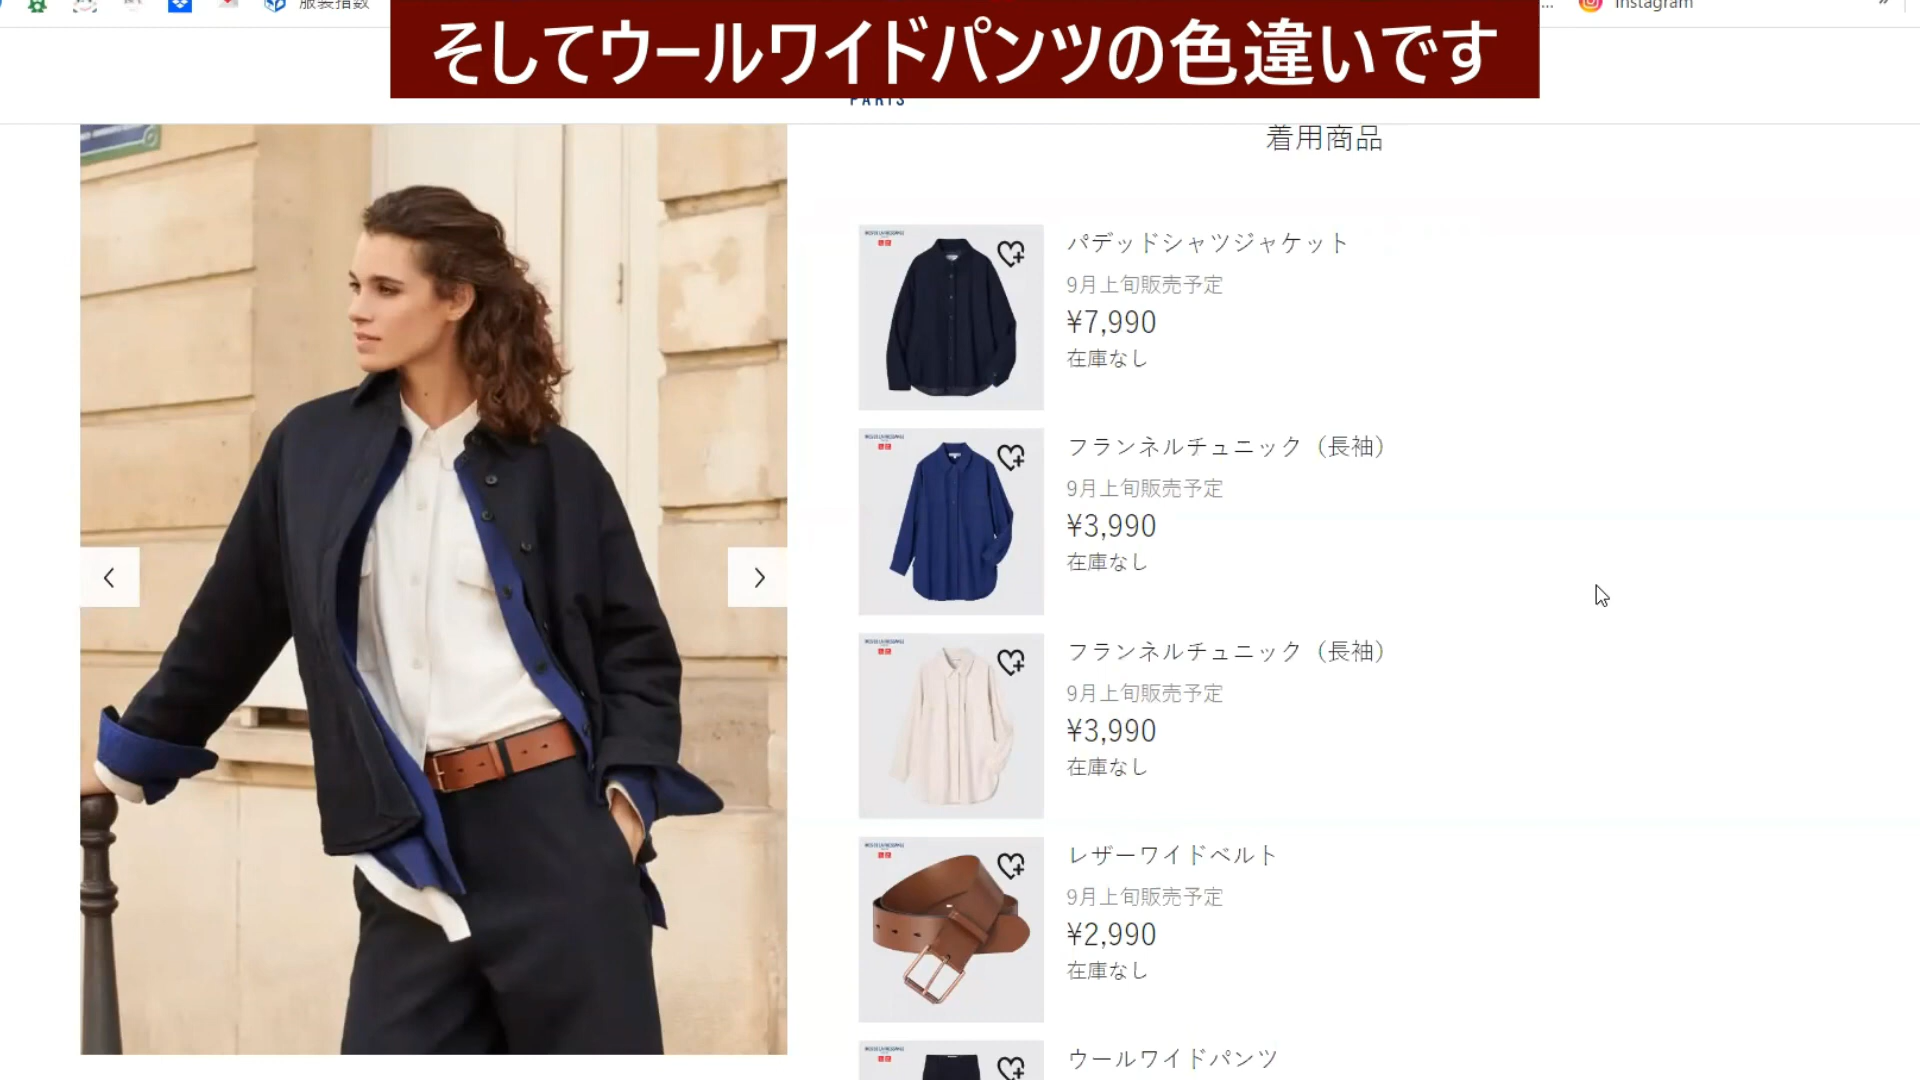 服装指数
...
Instagram
»
そしてウールワイドパンツの色違いです
PARIS
着用商品
パデッドシャツジャケット
9月上旬販売予定
¥7,990
在庫なし
フランネルチュニック（長袖）
9月上旬販売予定
¥3,990
在庫なし
フランネルチュニック（長袖）
9月上旬販売予定
¥3,990
在庫なし
レザーワイドベルト
9月上旬販売予定
¥2,990
在庫なし
ウールワイドパンツ